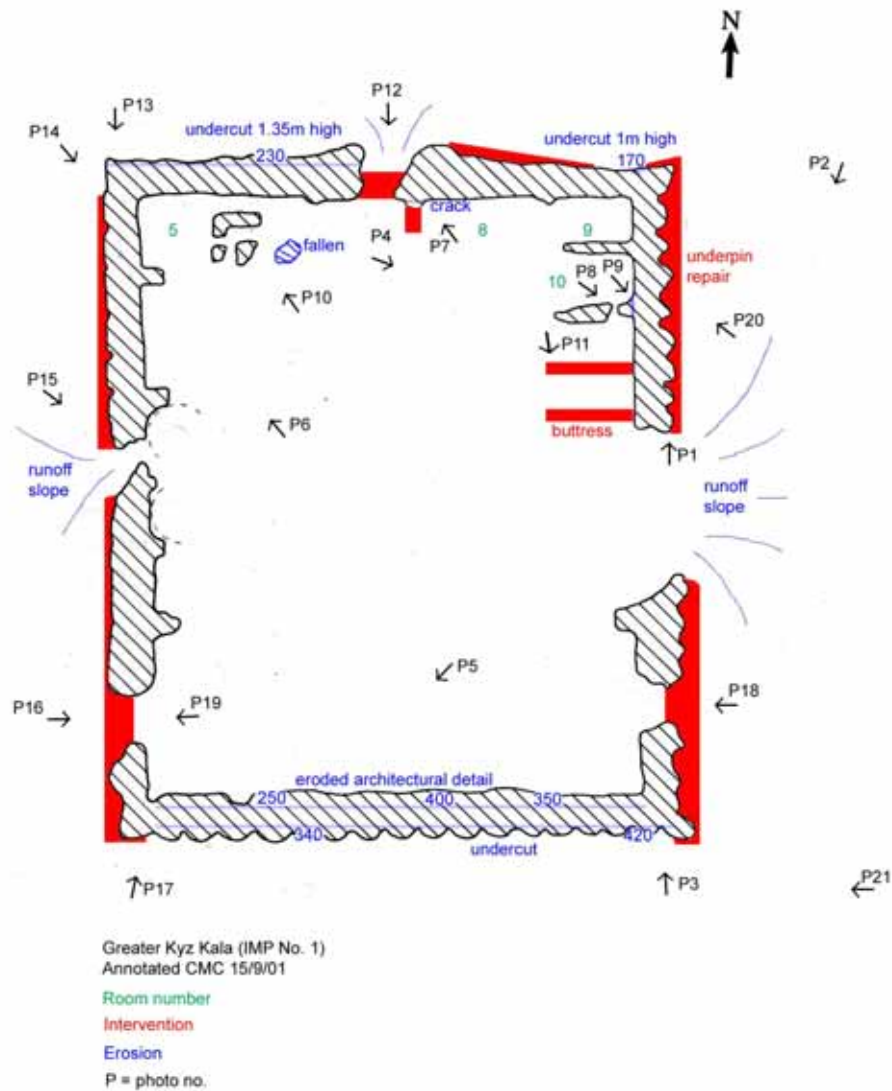 N
P12
P13
P14
undercut 1.35m high
230
undercut 1m high
170
P2
crack
5
fallen
P4
P7
8
9
underpin
repair
P10
10
P8
P9
P20
P11
P15
P6
buttress
P1
runoff
slope
runoff
slope
P5
P16
P19
P18
eroded architectural detail
250
400
350
340
420
undercut
P17
P3
P21
Greater Kyz Kala (IMP No. 1)
Annotated CMC 15/9/01
Room number
Intervention
Erosion
P = photo no.